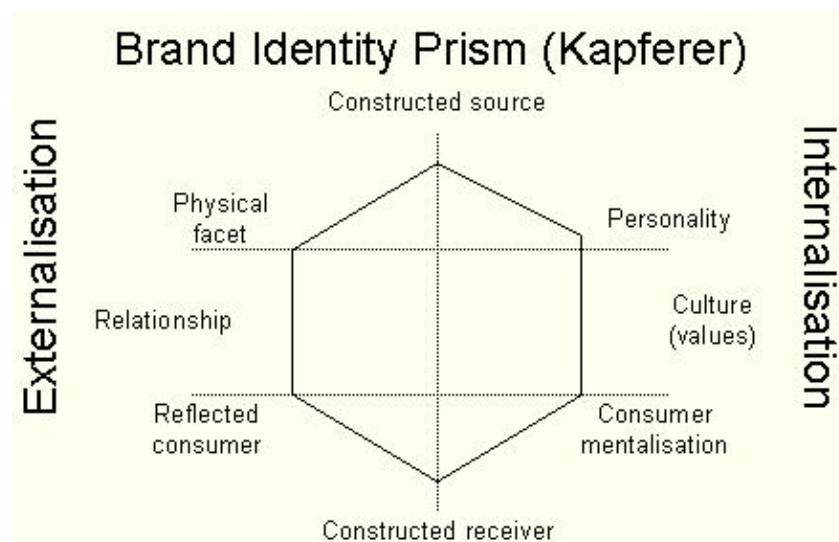 Brand Identity Prism (Kapferer)
Constructed source
Externalisation
Internalisation
Physical
facet
Personality
Relationship
Culture
(values)
Reflected
consumer
Consumer
mentalisation
Constructed receiver